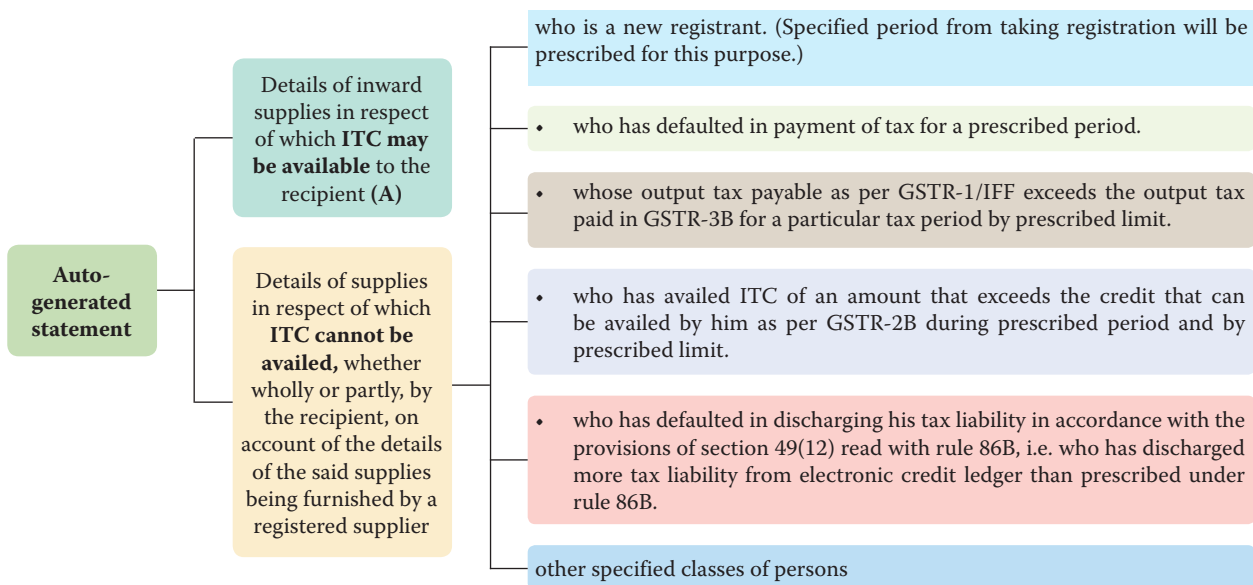 Auto-
generated
statement
Details of inward
supplies in respect
of which ITC may
be available to the
recipient (A)
Details of supplies
in respect of which
ITC cannot be
availed, whether
wholly or partly, by
the recipient, on
account of the details
of the said supplies
being furnished by a
registered supplier
who is a new registrant. (Specified period from taking registration will be
prescribed for this purpose.)
• who has defaulted in payment of tax for a prescribed period.
• whose output tax payable as per GSTR-1/IFF exceeds the output tax
paid in GSTR-3B for a particular tax period by prescribed limit.
• who has availed ITC of an amount that exceeds the credit that can
be availed by him as per GSTR-2B during prescribed period and by
prescribed limit.
• who has defaulted in discharging his tax liability in accordance with the
provisions of section 49(12) read with rule 86B, i.e. who has discharged
more tax liability from electronic credit ledger than prescribed under
rule 86B.
other specified classes of persons